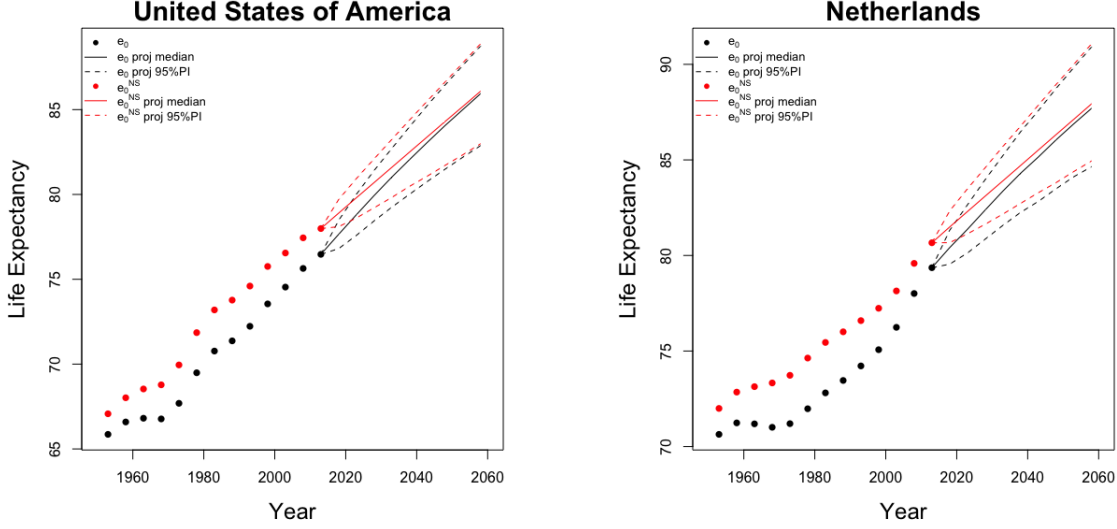 United States of America
e₀
e₀ proj median
e₀ proj 95%PI
e₀ᴺˢ
e₀ᴺˢ proj median
e₀ᴺˢ proj 95%PI
85
80
75
70
65
Life Expectancy
1960 1980 2000 2020 2040 2060
Year
Netherlands
e₀
e₀ proj median
e₀ proj 95%PI
e₀ᴺˢ
e₀ᴺˢ proj median
e₀ᴺˢ proj 95%PI
90
85
80
75
70
Life Expectancy
1960 1980 2000 2020 2040 2060
Year